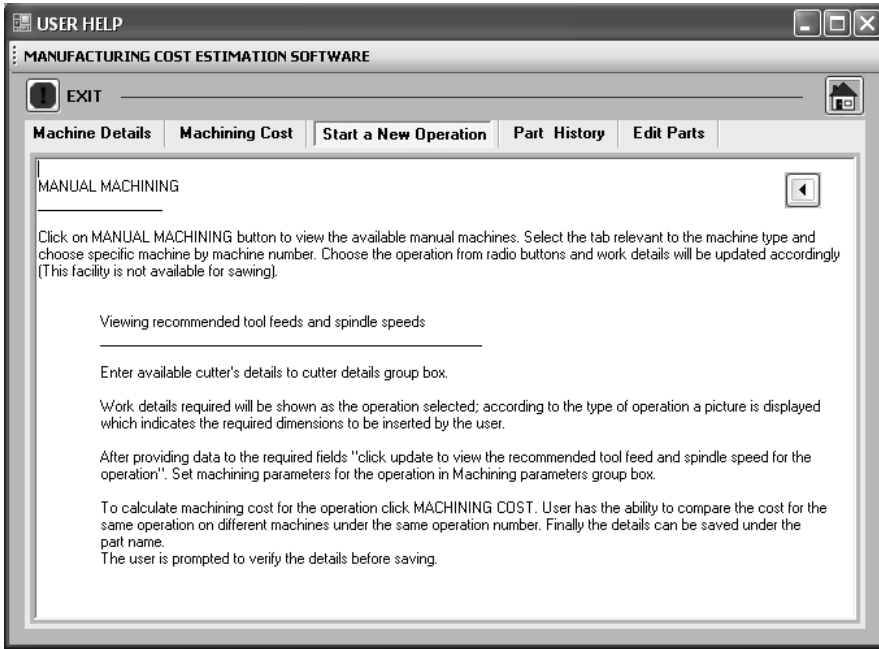 USER HELP
MANUFACTURING COST ESTIMATION SOFTWARE
EXIT
Machine Details Machining Cost Start a New Operation Part History Edit Parts
MANUAL MACHINING
Click on MANUAL MACHINING button to view the available manual machines. Select the tab relevant to the machine type and
choose specific machine by machine number. Choose the operation from radio buttons and work details will be updated accordingly
(This facility is not available for sawing).
Viewing recommended tool feeds and spindle speeds
Enter available cutter's details to cutter details group box.
Work details required will be shown as the operation selected; according to the type of operation a picture is displayed
which indicates the required dimensions to be inserted by the user.
After providing data to the required fields "click update to view the recommended tool feed and spindle speed for the
operation". Set machining parameters for the operation in Machining parameters group box.
To calculate machining cost for the operation click MACHINING COST. User has the ability to compare the cost for the
same operation on different machines under the same operation number. Finally the details can be saved under the
part name.
The user is prompted to verify the details before saving.